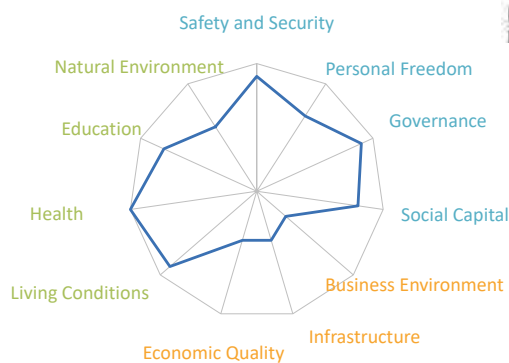 Safety and Security
Natural Environment
Personal Freedom
Education
Governance
Health
Social Capital
Living Conditions
Business Environment
Infrastructure
Economic Quality